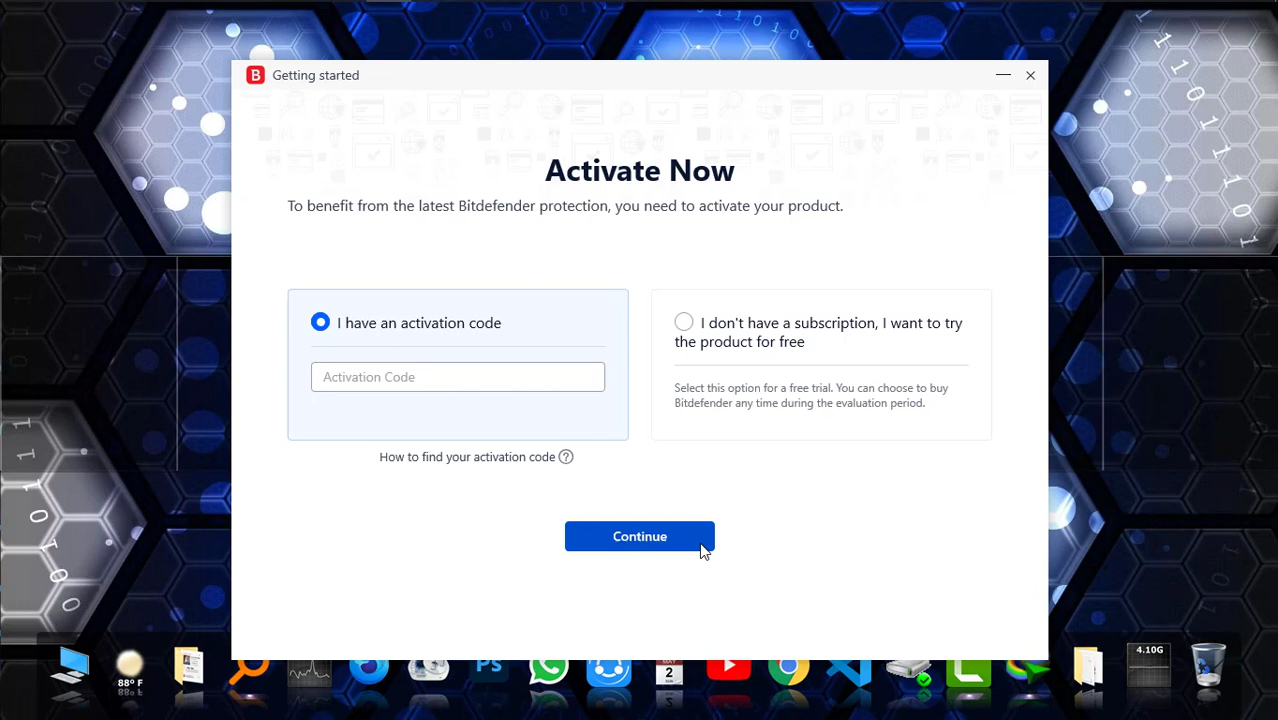 B Getting started
Activate Now
To benefit from the latest Bitdefender protection, you need to activate your product.
I have an activation code
Activation Code
How to find your activation code ?
I don't have a subscription, I want to try
the product for free
Select this option for a free trial. You can choose to buy
Bitdefender any time during the evaluation period.
Continue
88° F
Ps
MAY
2
4.10G